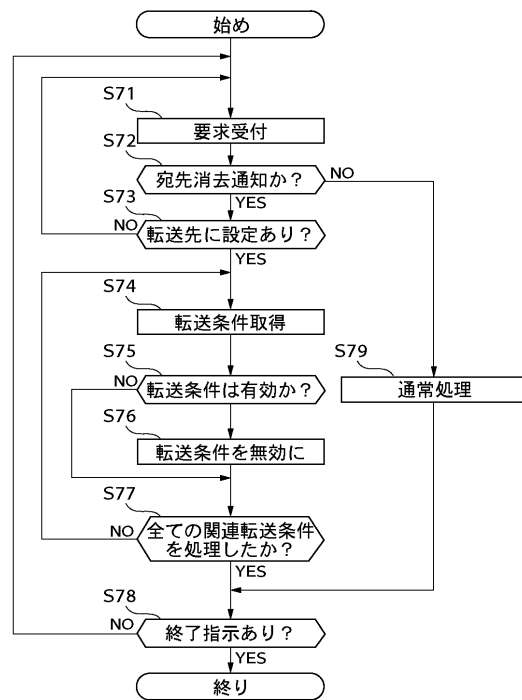 始め
S71
要求受付
S72
宛先消去通知か?
NO
YES
S73
NO
転送先に設定あり?
YES
S74
転送条件取得
S75
NO
転送条件は有効か?
S79
通常処理
S76
転送条件を無効に
S77
全ての関連転送条件
を処理したか?
NO
YES
S78
NO
終了指示あり?
YES
終り